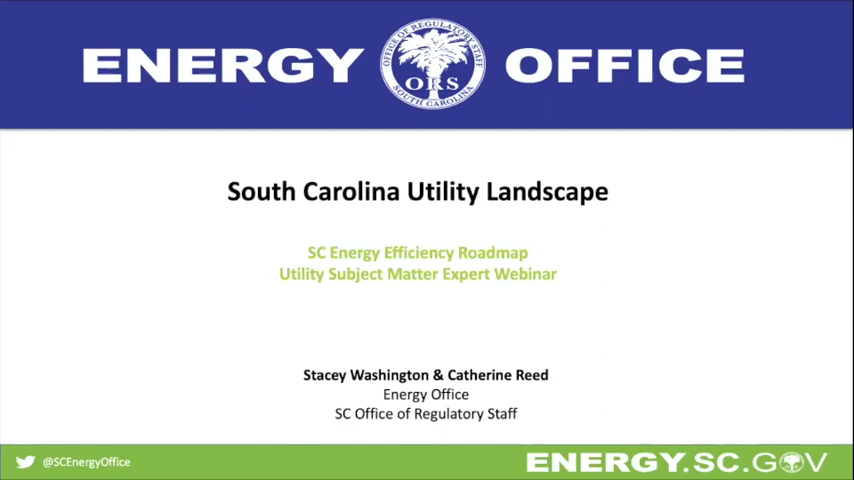 ENERGY OFFICE
OFFICE OF REGULATORY STAFF
ORS
SOUTH CAROLINA
South Carolina Utility Landscape
SC Energy Efficiency Roadmap
Utility Subject Matter Expert Webinar
Stacey Washington & Catherine Reed
Energy Office
SC Office of Regulatory Staff
@SCEnergyOffice
ENERGY.SC.GOV